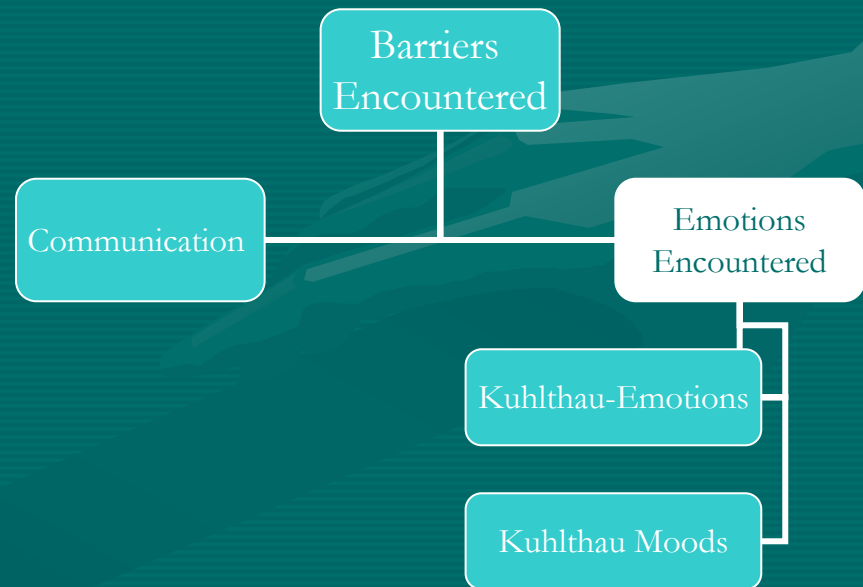 Barriers
Encountered
Communication
Emotions
Encountered
Kuhlthau-Emotions
Kuhlthau Moods